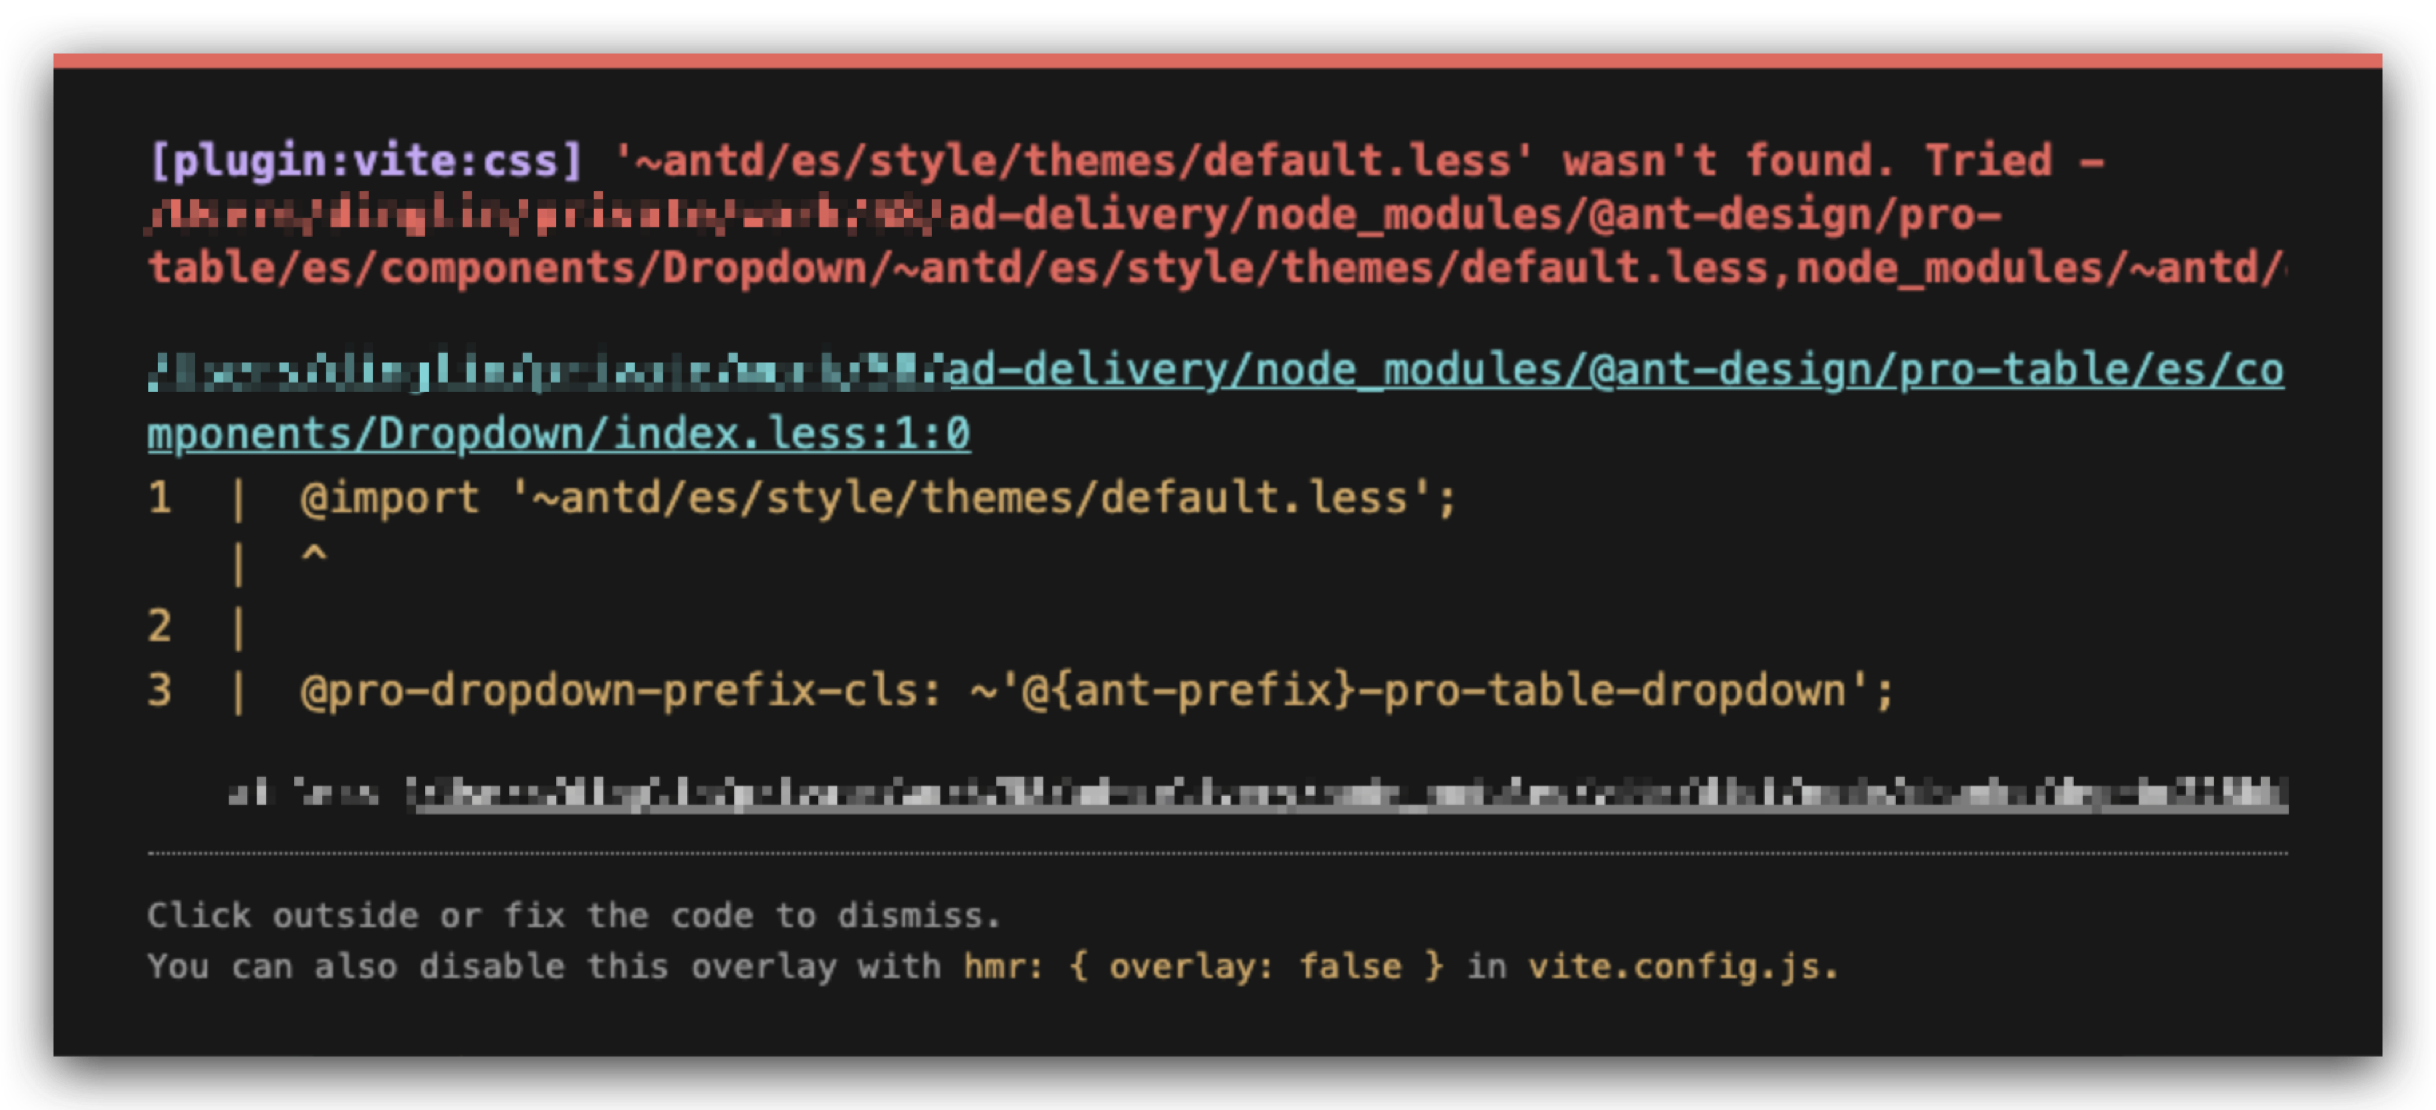 [plugin:vite:css] '~antd/es/style/themes/default.less' wasn't found. Tried -
ad-delivery/node_modules/@ant-design/pro-
table/es/components/Dropdown/~antd/es/style/themes/default.less,node_modules/~antd/
ad-delivery/node_modules/@ant-design/pro-table/es/co
mponents/Dropdown/index.less:1:0
1  |  @import '~antd/es/style/themes/default.less';
   |  ^
2  |
3  |  @pro-dropdown-prefix-cls: ~'@{ant-prefix}-pro-table-dropdown';
Click outside or fix the code to dismiss.
You can also disable this overlay with hmr: { overlay: false } in vite.config.js.